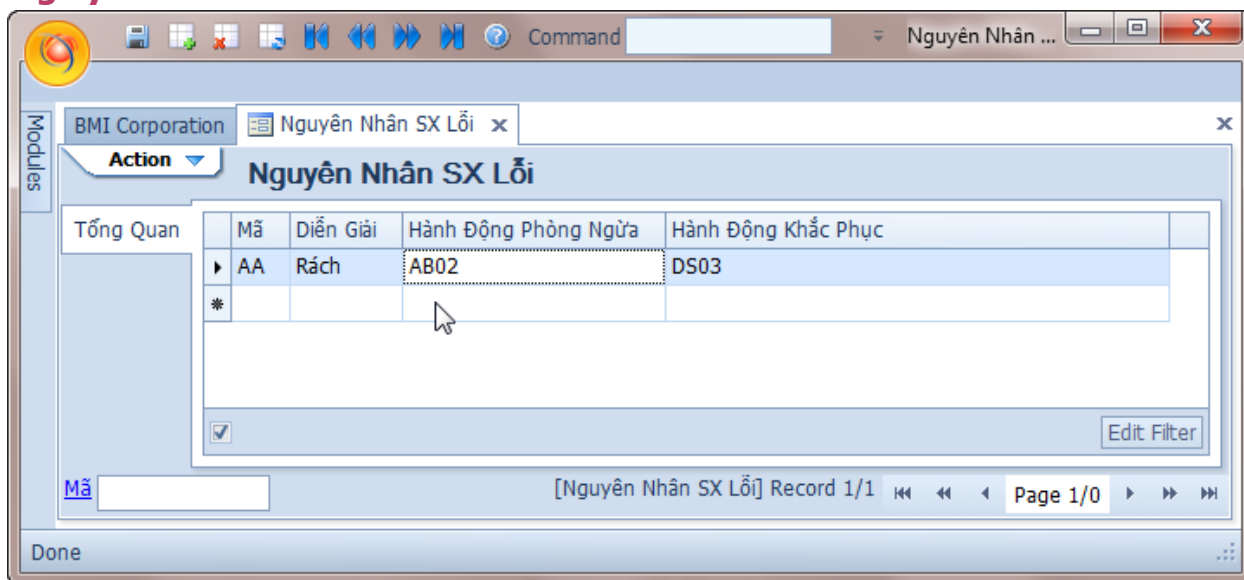 Command Nguyên Nhân ...
Modules
BMI Corporation Nguyên Nhân SX Lỗi
Action Nguyên Nhân SX Lỗi
Tổng Quan Mã Diễn Giải Hành Động Phòng Ngừa Hành Động Khắc Phục
AA Rách AB02 DS03
Edit Filter
Mã [Nguyên Nhân SX Lỗi] Record 1/1 Page 1/0
Done